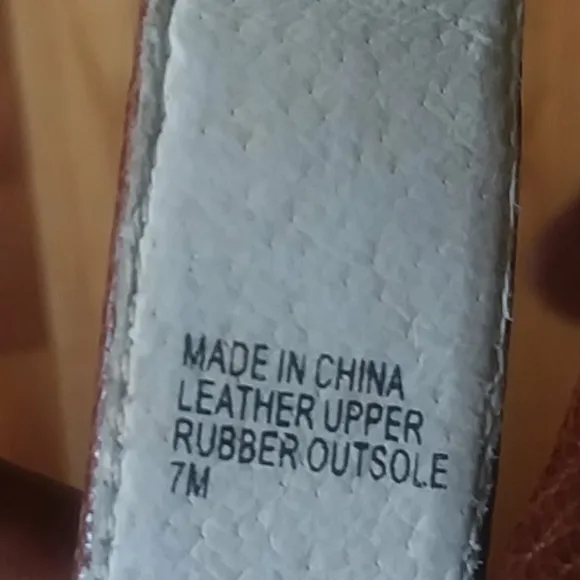 MADE IN CHINA
LEATHER UPPER
RUBBER OUTSOLE
7M